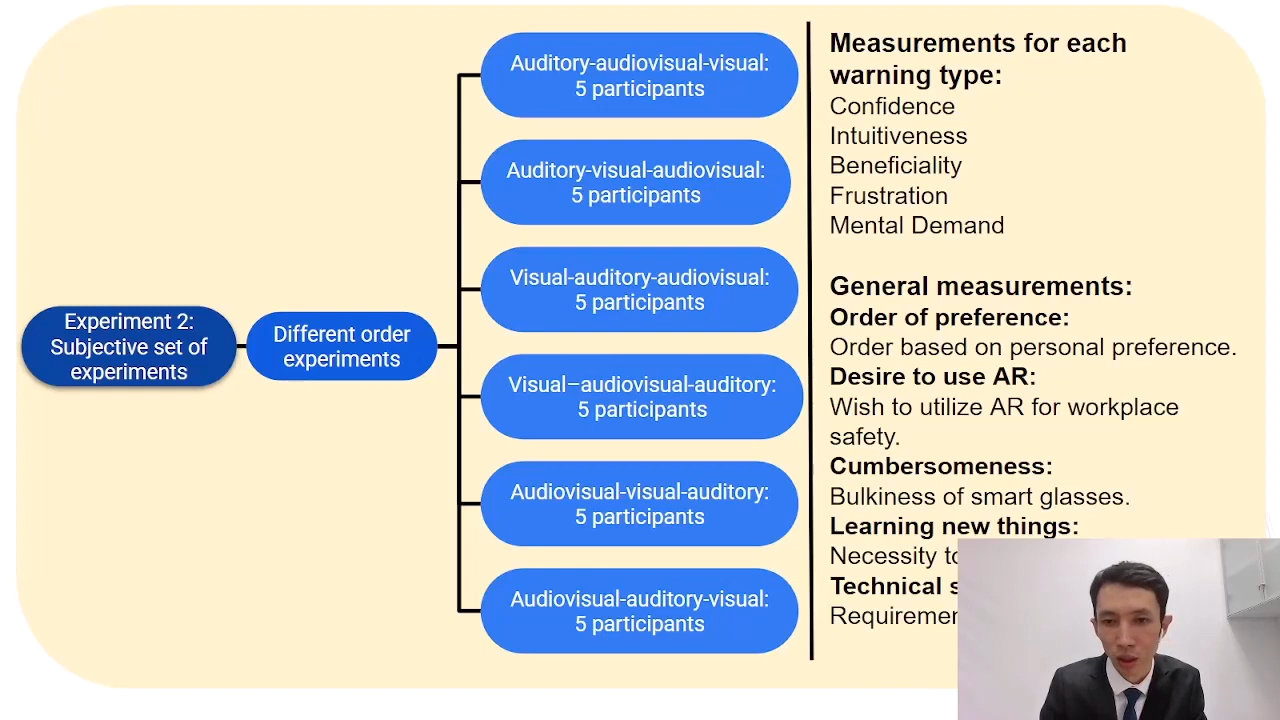 Experiment 2:
Subjective set of
experiments
Different order
experiments
Auditory-audiovisual-visual:
5 participants
Auditory-visual-audiovisual:
5 participants
Visual-auditory-audiovisual:
5 participants
Visual–audiovisual-auditory:
5 participants
Audiovisual-visual-auditory:
5 participants
Audiovisual-auditory-visual:
5 participants
Measurements for each
warning type:
Confidence
Intuitiveness
Beneficiality
Frustration
Mental Demand
General measurements:
Order of preference:
Order based on personal preference.
Desire to use AR:
Wish to utilize AR for workplace
safety.
Cumbersomeness:
Bulkiness of smart glasses.
Learning new things:
Necessity
Technical